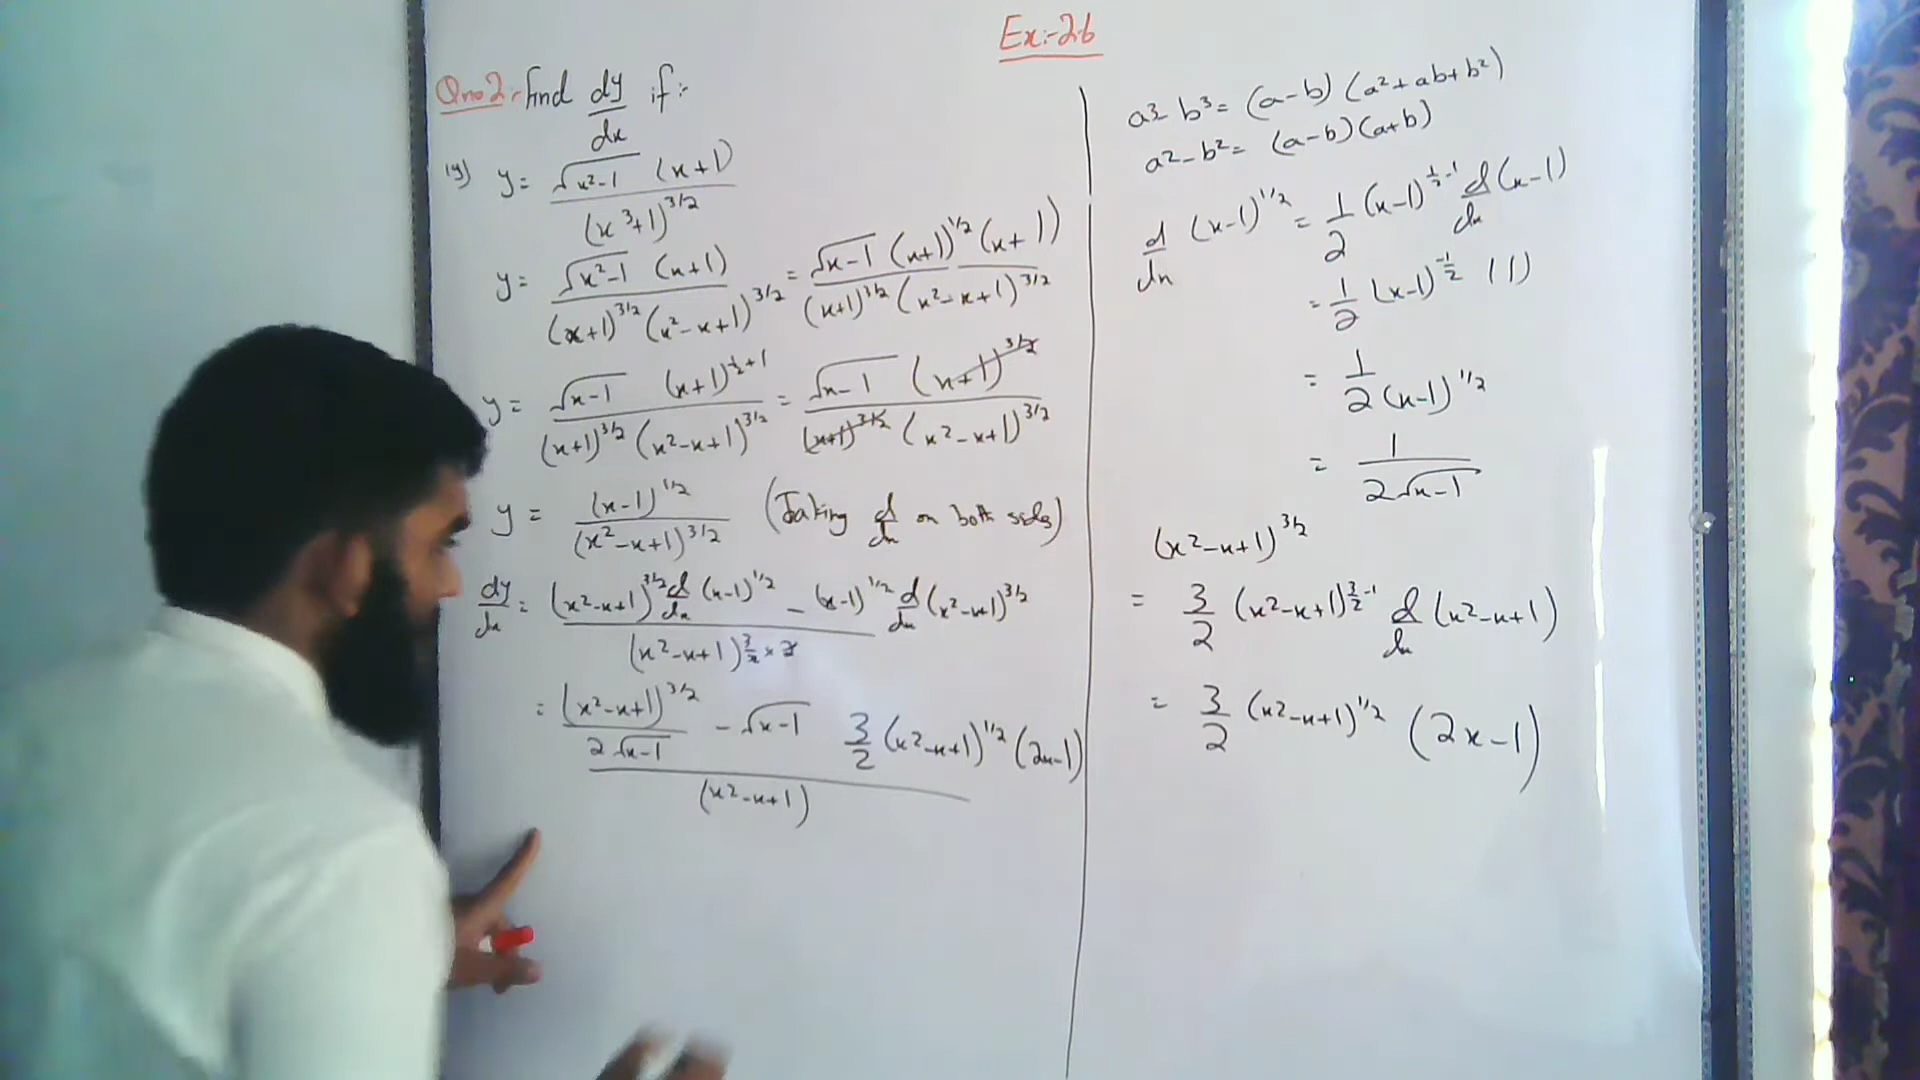 Ex:-2.6
Qno2:- find dy/dx if:-
y = √(x²-1) (x+1) / (x³+1)^3/2
y = √(x²-1) (x+1) / (x+1)^3/2 (x²-x+1)^3/2 = √(x-1) (x+1))^1/2 (x+1) / (x+1)^3/2 (x²-x+1)^3/2
y = √(x-1) (x+1)^1/2+1 / (x+1)^3/2 (x²-x+1)^3/2 = √(x-1) (x+1)^3/2 / (x+1)^3/2 (x²-x+1)^3/2
y = (x-1)^1/2 / (x²-x+1)^3/2 (Taking d/dx on both sides)
dy/dx = (x²-x+1)^3/2 d/dx (x-1)^1/2 - (x-1)^1/2 d/dx (x²-x+1)^3/2 / (x²-x+1)^3/2 × 2
= (x²-x+1)^3/2 / 2√(x-1) - √(x-1) 3/2 (x²-x+1)^1/2 (2x-1) / (x²-x+1)
a³-b³ = (a-b) (a²+ab+b²)
a²-b² = (a-b)(a+b)
d/dx (x-1)^1/2 = 1/2 (x-1)^1/2-1 d/dx (x-1)
= 1/2 (x-1)^-1/2 (1)
= 1 / 2(x-1)^1/2
= 1 / 2√(x-1)
(x²-x+1)^3/2
= 3/2 (x²-x+1)^3/2-1 d/dx (x²-x+1)
= 3/2 (x²-x+1)^1/2 (2x-1)